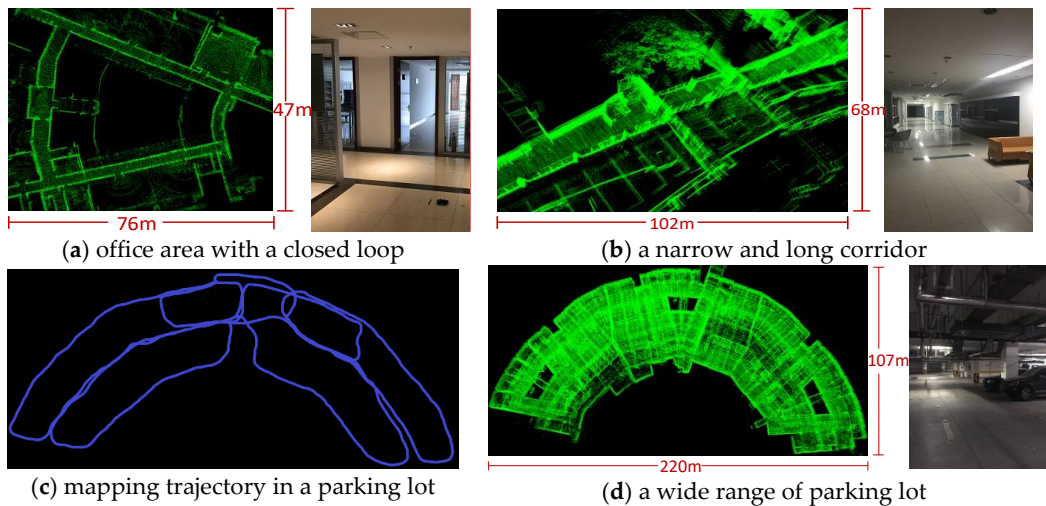 47m
76m
68m
102m
(a) office area with a closed loop
(b) a narrow and long corridor
107m
220m
(c) mapping trajectory in a parking lot
(d) a wide range of parking lot